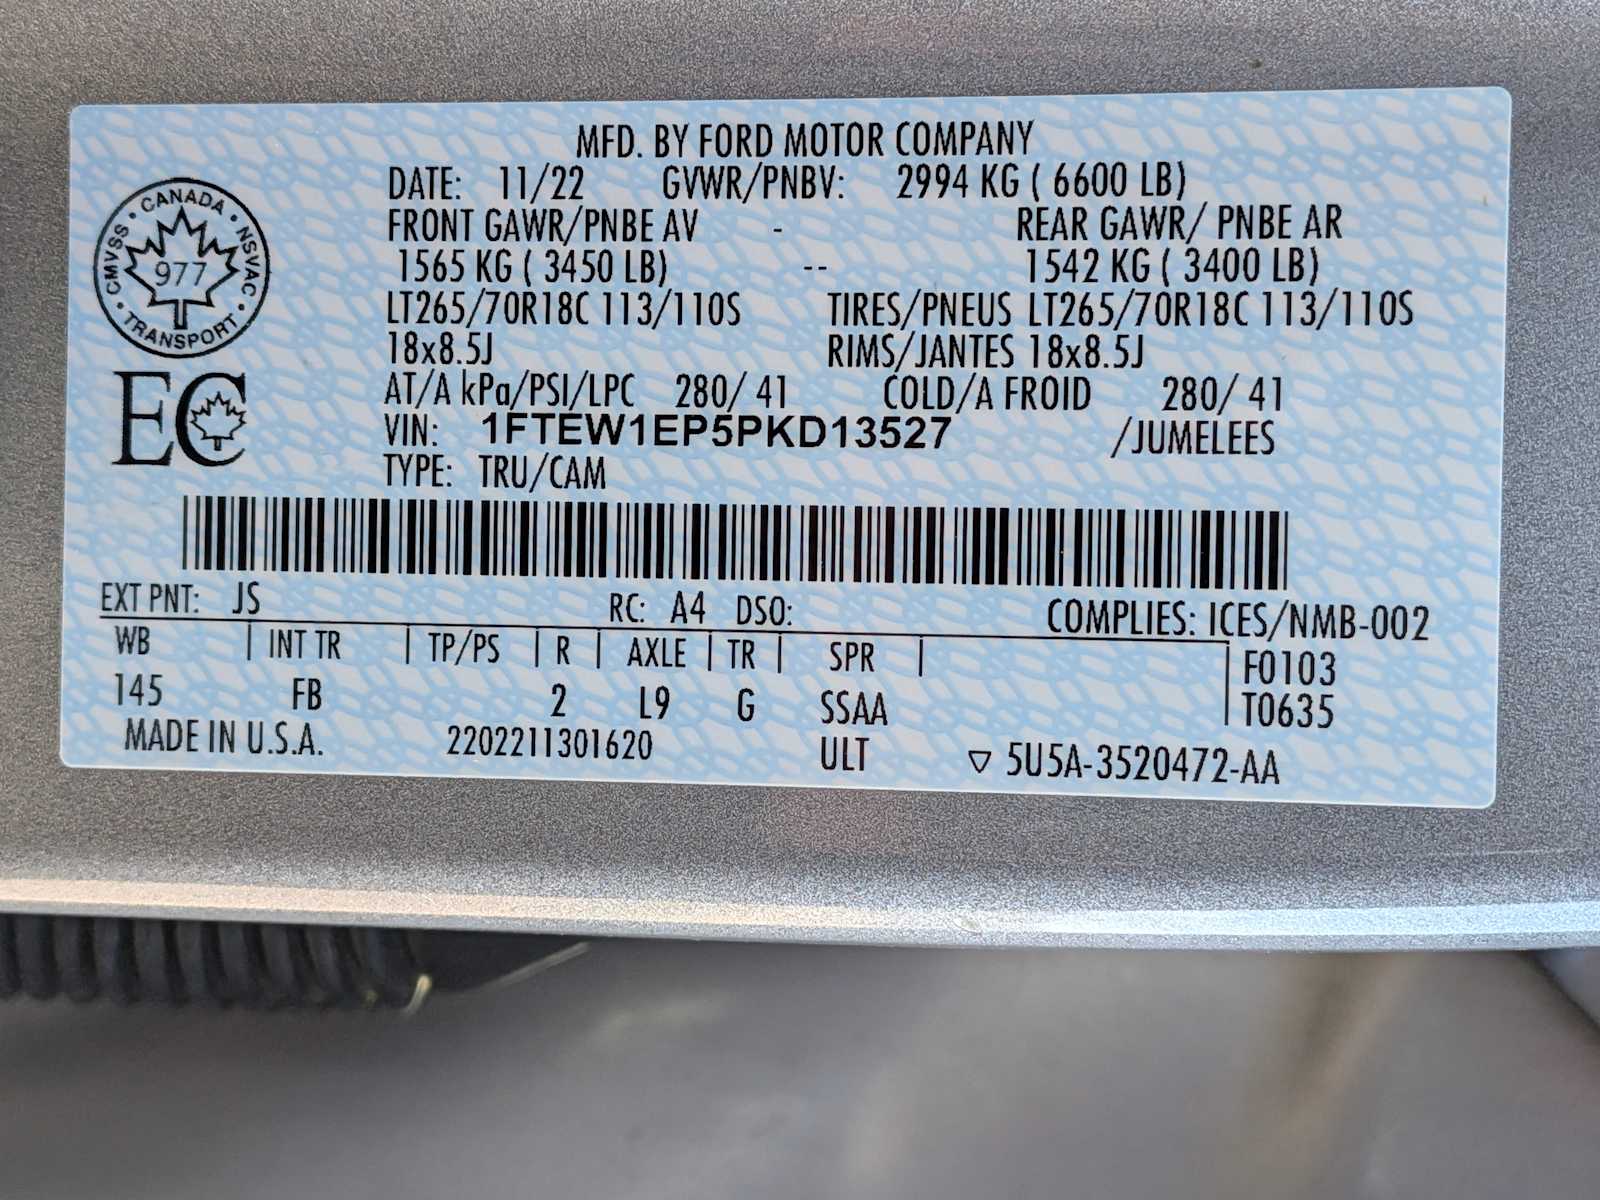 MFD. BY FORD MOTOR COMPANY
DATE: 11/22 GVWR/PNBV: 2994 KG ( 6600 LB)
FRONT GAWR/PNBE AV - REAR GAWR/ PNBE AR
1565 KG ( 3450 LB) -- 1542 KG ( 3400 LB)
LT265/70R18C 113/110S TIRES/PNEUS LT265/70R18C 113/110S
18x8.5J RIMS/JANTES 18x8.5J
AT/A kPa/PSI/LPC 280/ 41 COLD/A FROID 280/ 41
VIN: 1FTEW1EP5PKD13527 /JUMELEES
TYPE: TRU/CAM
CANADA
CMVSS 977 NSVAC
TRANSPORT
EC
EXT PNT: JS RC: A4 DSO: COMPLIES: ICES/NMB-002
WB | INT TR | TP/PS | R | AXLE | TR | SPR | F0103
145 FB 2 L9 G SSAA T0635
MADE IN U.S.A. 2202211301620 ULT ▽ 5U5A-3520472-AA